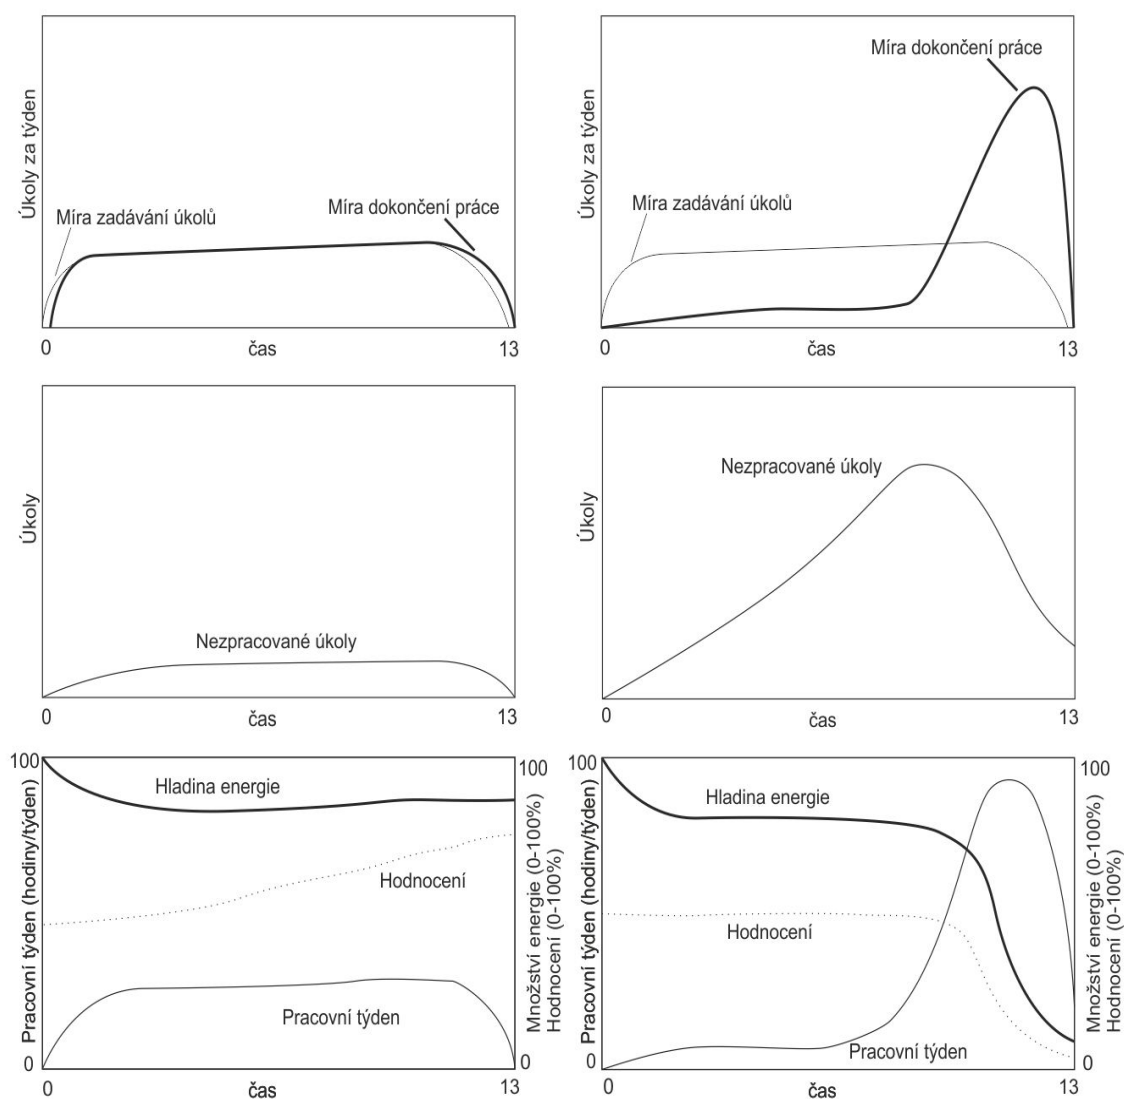 Úkoly za týden
Míra zadávání úkolů
Míra dokončení práce
0
čas
13
Úkoly za týden
Míra dokončení práce
Míra zadávání úkolů
0
čas
13
Úkoly
Nezpracované úkoly
0
čas
13
Úkoly
Nezpracované úkoly
0
čas
13
100
Pracovní týden (hodiny/týden)
0
Hladina energie
Hodnocení
Pracovní týden
100
Množství energie (0-100%)
Hodnocení (0-100%)
0
0
čas
13
100
Pracovní týden (hodiny/týden)
0
Hladina energie
Hodnocení
Pracovní týden
100
Množství energie (0-100%)
Hodnocení (0-100%)
0
0
čas
13